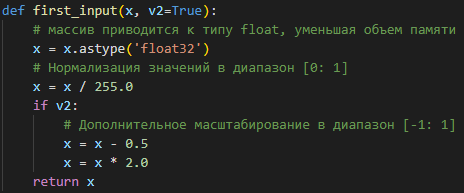 def first_input(x, v2=True):
    # массив приводится к типу float, уменьшая объем памяти
    x = x.astype('float32')
    # Нормализация значений в диапазон [0: 1]
    x = x / 255.0
    if v2:
        # Дополнительное масштабирование в диапазон [-1: 1]
        x = x - 0.5
        x = x * 2.0
    return x